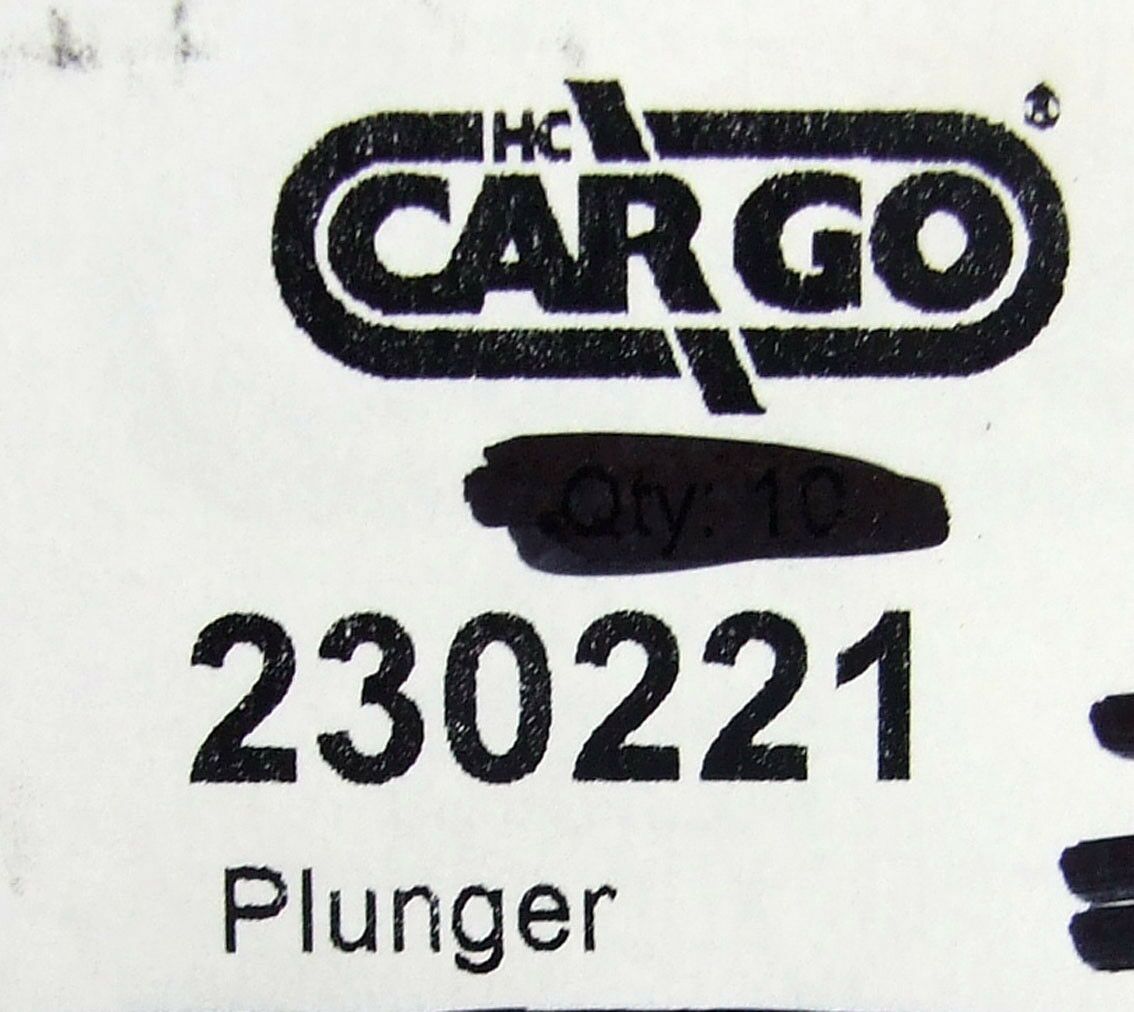 HC
CARGO®
Qty: 10
230221
Plunger